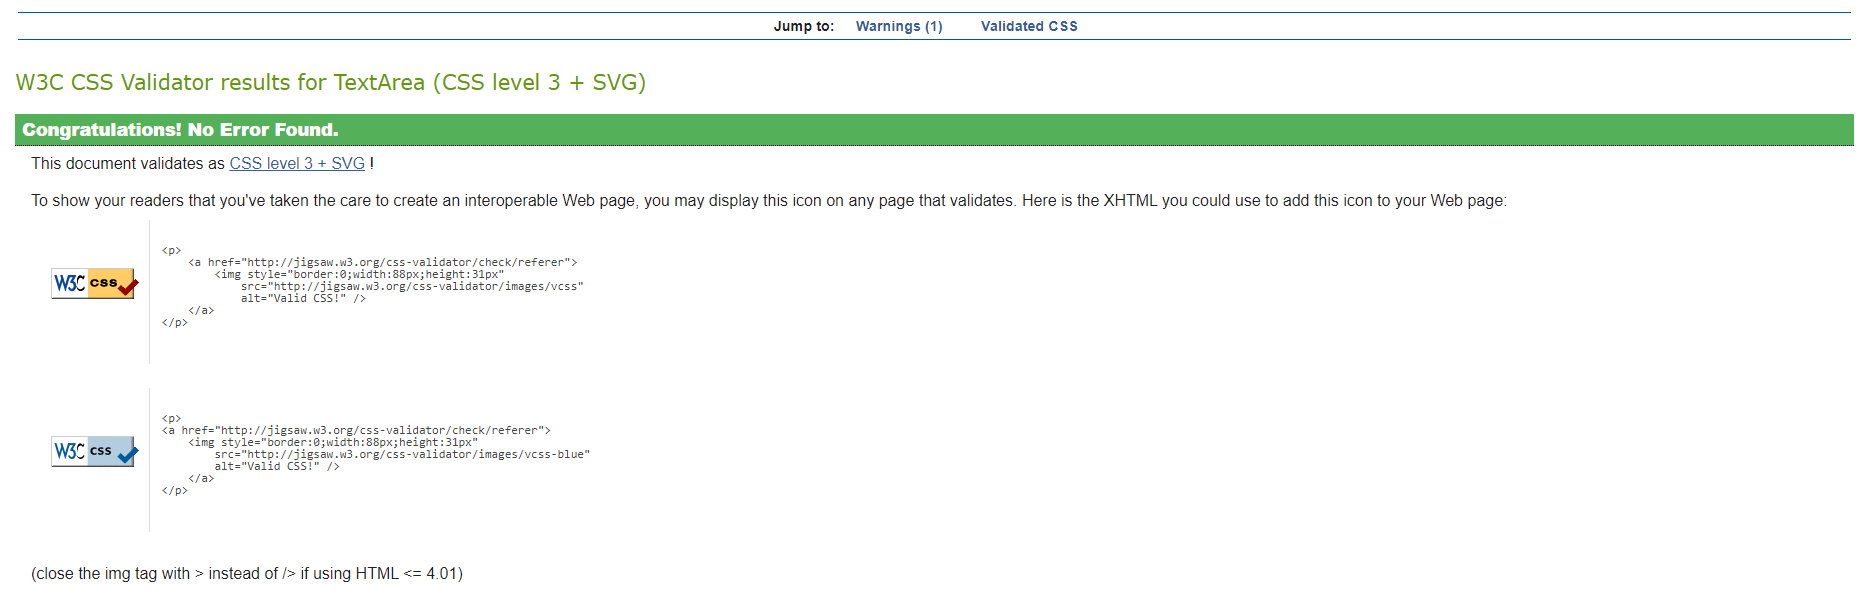 Jump to: Warnings (1) Validated CSS
W3C CSS Validator results for TextArea (CSS level 3 + SVG)
Congratulations! No Error Found.
This document validates as CSS level 3 + SVG !
To show your readers that you've taken the care to create an interoperable Web page, you may display this icon on any page that validates. Here is the XHTML you could use to add this icon to your Web page:
<p>
<a href="http://jigsaw.w3.org/css-validator/check/referer">
<img style="border:0;width:88px;height:31px"
W3C css
src="http://jigsaw.w3.org/css-validator/images/vcss"
alt="Valid CSS!" />
</a>
</p>
<p>
<a href="http://jigsaw.w3.org/css-validator/check/referer">
<img style="border:0;width:88px;height:31px"
W3C css
src="http://jigsaw.w3.org/css-validator/images/vcss-blue"
alt="Valid CSS!" />
</a>
</p>
(close the img tag with > instead of /> if using HTML <= 4.01)